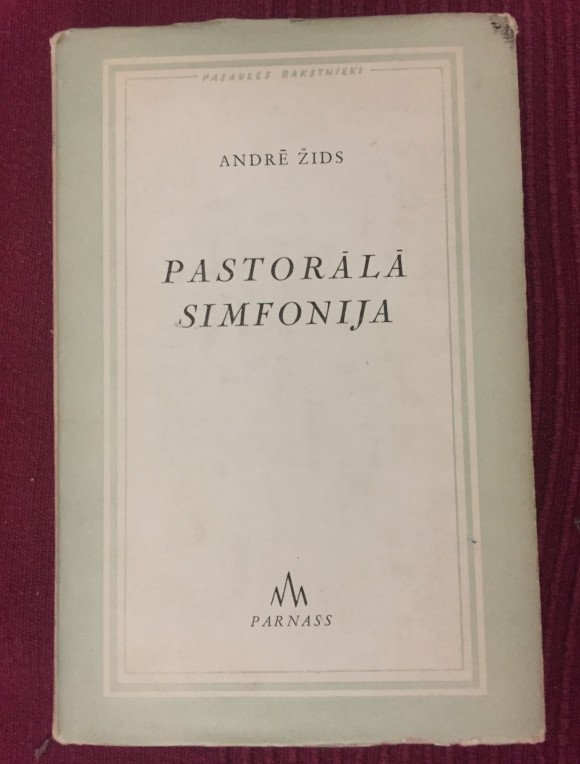 PASAULES RAKSTNIEKI
ANDRĒ ŽIDS
PASTORĀLĀ
SIMFONIJA
PARNASS